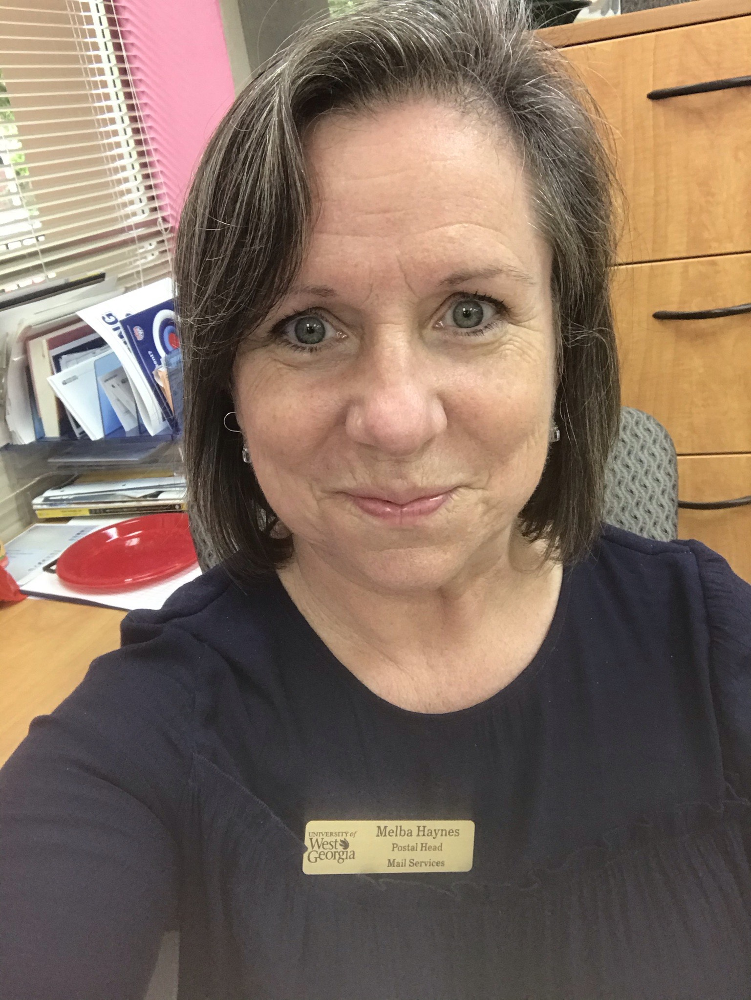 UNIVERSITY of
West
Georgia
Melba Haynes
Postal Head
Mail Services